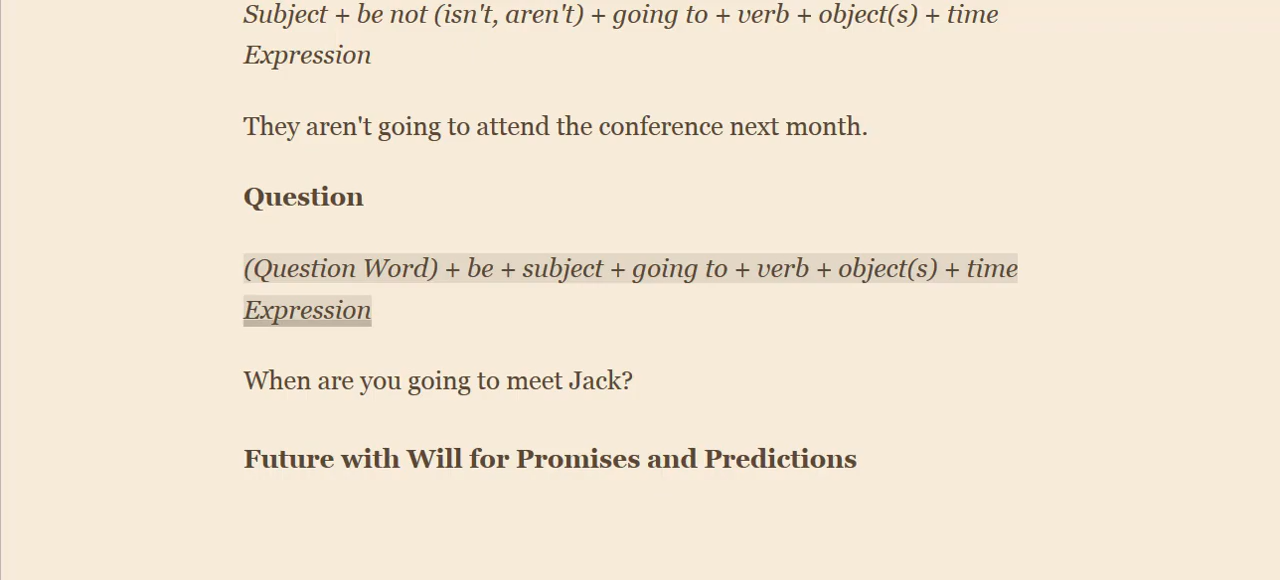 Subject + be not (isn't, aren't) + going to + verb + object(s) + time
Expression
They aren't going to attend the conference next month.
Question
(Question Word) + be + subject + going to + verb + object(s) + time
Expression
When are you going to meet Jack?
Future with Will for Promises and Predictions